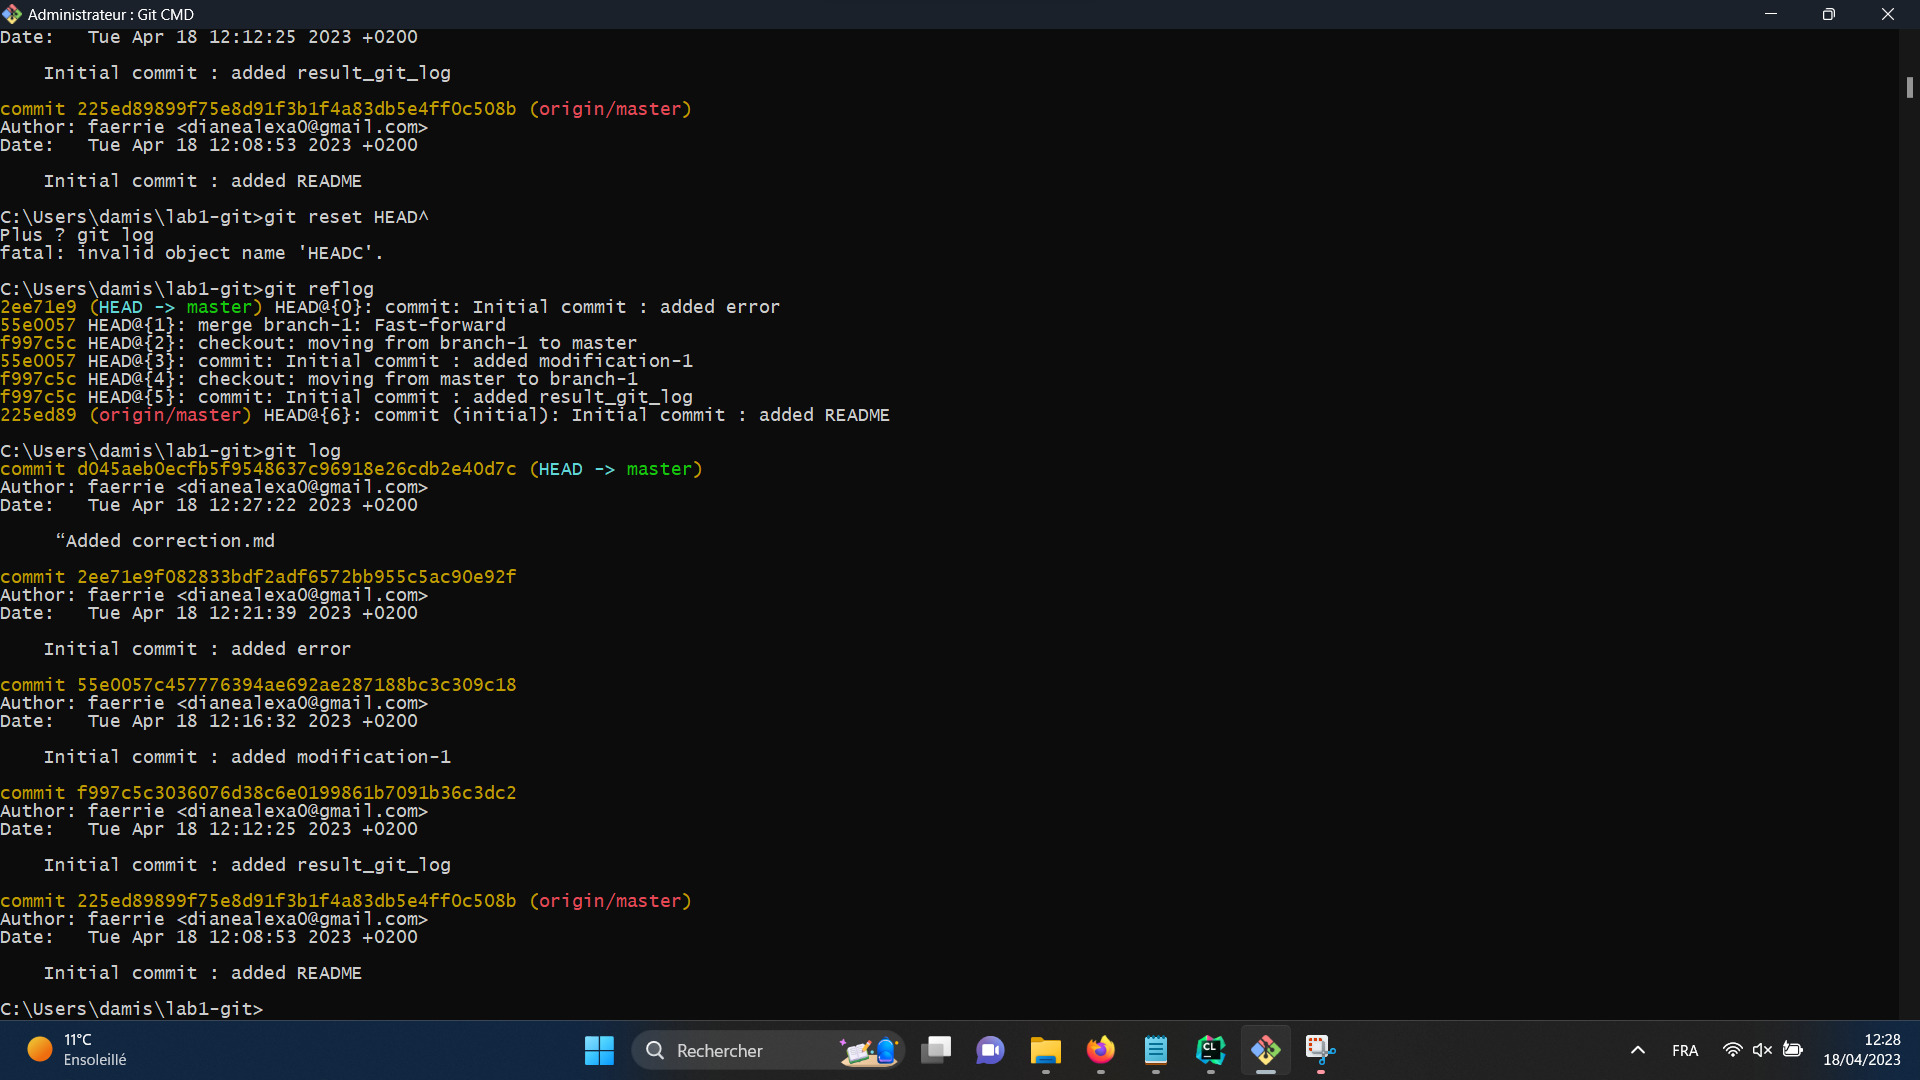 Administrateur : Git CMD
Date:   Tue Apr 18 12:12:25 2023 +0200
Initial commit : added result_git_log
commit 225ed89899f75e8d91f3b1f4a83db5e4ff0c508b (origin/master)
Author: faerrie <dianealexa0@gmail.com>
Date:   Tue Apr 18 12:08:53 2023 +0200
Initial commit : added README
C:\Users\damis\lab1-git>git reset HEAD^
Plus ? git log
fatal: invalid object name 'HEADC'.
C:\Users\damis\lab1-git>git reflog
2ee71e9 (HEAD -> master) HEAD@{0}: commit: Initial commit : added error
55e0057 HEAD@{1}: merge branch-1: Fast-forward
f997c5c HEAD@{2}: checkout: moving from branch-1 to master
55e0057 HEAD@{3}: commit: Initial commit : added modification-1
f997c5c HEAD@{4}: checkout: moving from master to branch-1
f997c5c HEAD@{5}: commit: Initial commit : added result_git_log
225ed89 (origin/master) HEAD@{6}: commit (initial): Initial commit : added README
C:\Users\damis\lab1-git>git log
commit d045aeb0ecfb5f9548637c96918e26cdb2e40d7c (HEAD -> master)
Author: faerrie <dianealexa0@gmail.com>
Date:   Tue Apr 18 12:27:22 2023 +0200
“Added correction.md
commit 2ee71e9f082833bdf2adf6572bb955c5ac90e92f
Author: faerrie <dianealexa0@gmail.com>
Date:   Tue Apr 18 12:21:39 2023 +0200
Initial commit : added error
commit 55e0057c457776394ae692ae287188bc3c309c18
Author: faerrie <dianealexa0@gmail.com>
Date:   Tue Apr 18 12:16:32 2023 +0200
Initial commit : added modification-1
commit f997c5c3036076d38c6e0199861b7091b36c3dc2
Author: faerrie <dianealexa0@gmail.com>
Date:   Tue Apr 18 12:12:25 2023 +0200
Initial commit : added result_git_log
commit 225ed89899f75e8d91f3b1f4a83db5e4ff0c508b (origin/master)
Author: faerrie <dianealexa0@gmail.com>
Date:   Tue Apr 18 12:08:53 2023 +0200
Initial commit : added README
C:\Users\damis\lab1-git>
11°C
Ensoleillé
Rechercher
CL
FRA
12:28
18/04/2023